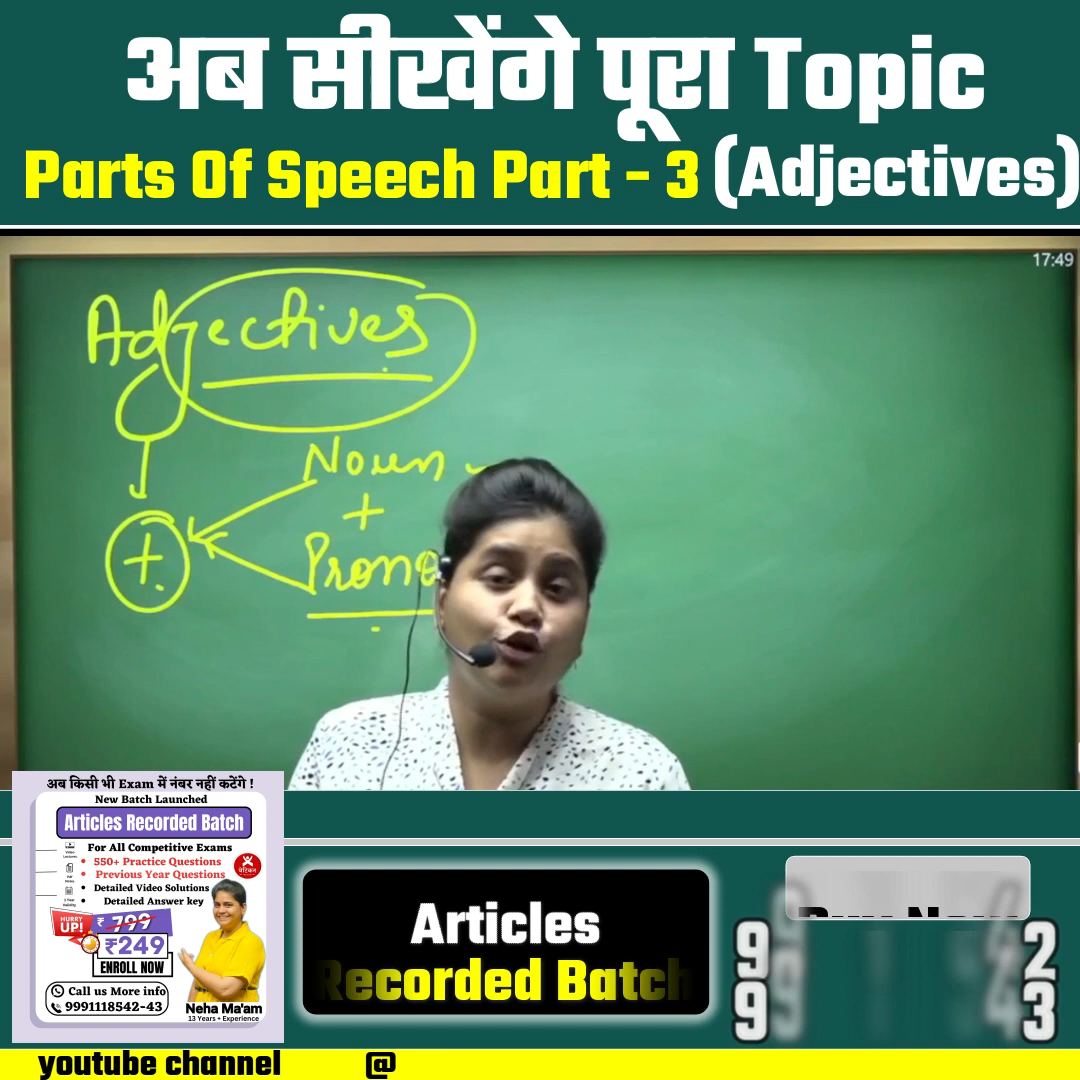 अब सीखेंगे पूरा Topic
Parts Of Speech Part - 3 (Adjectives)
17:49
Adjectives
Noun
+
+
अब किसी भी Exam में नंबर नहीं कटेंगे !
New Batch Launched
Articles Recorded Batch
For All Competitive Exams
• 550+ Practice Questions
• Previous Year Questions
• Detailed Video Solutions
• Detailed Answer key
HURRY UP!
₹ 799
₹249
ENROLL NOW
Call us More info
9991118542-43
Neha Ma'am
13 Years + Experience
Articles
Recorded Batch
youtube channel @